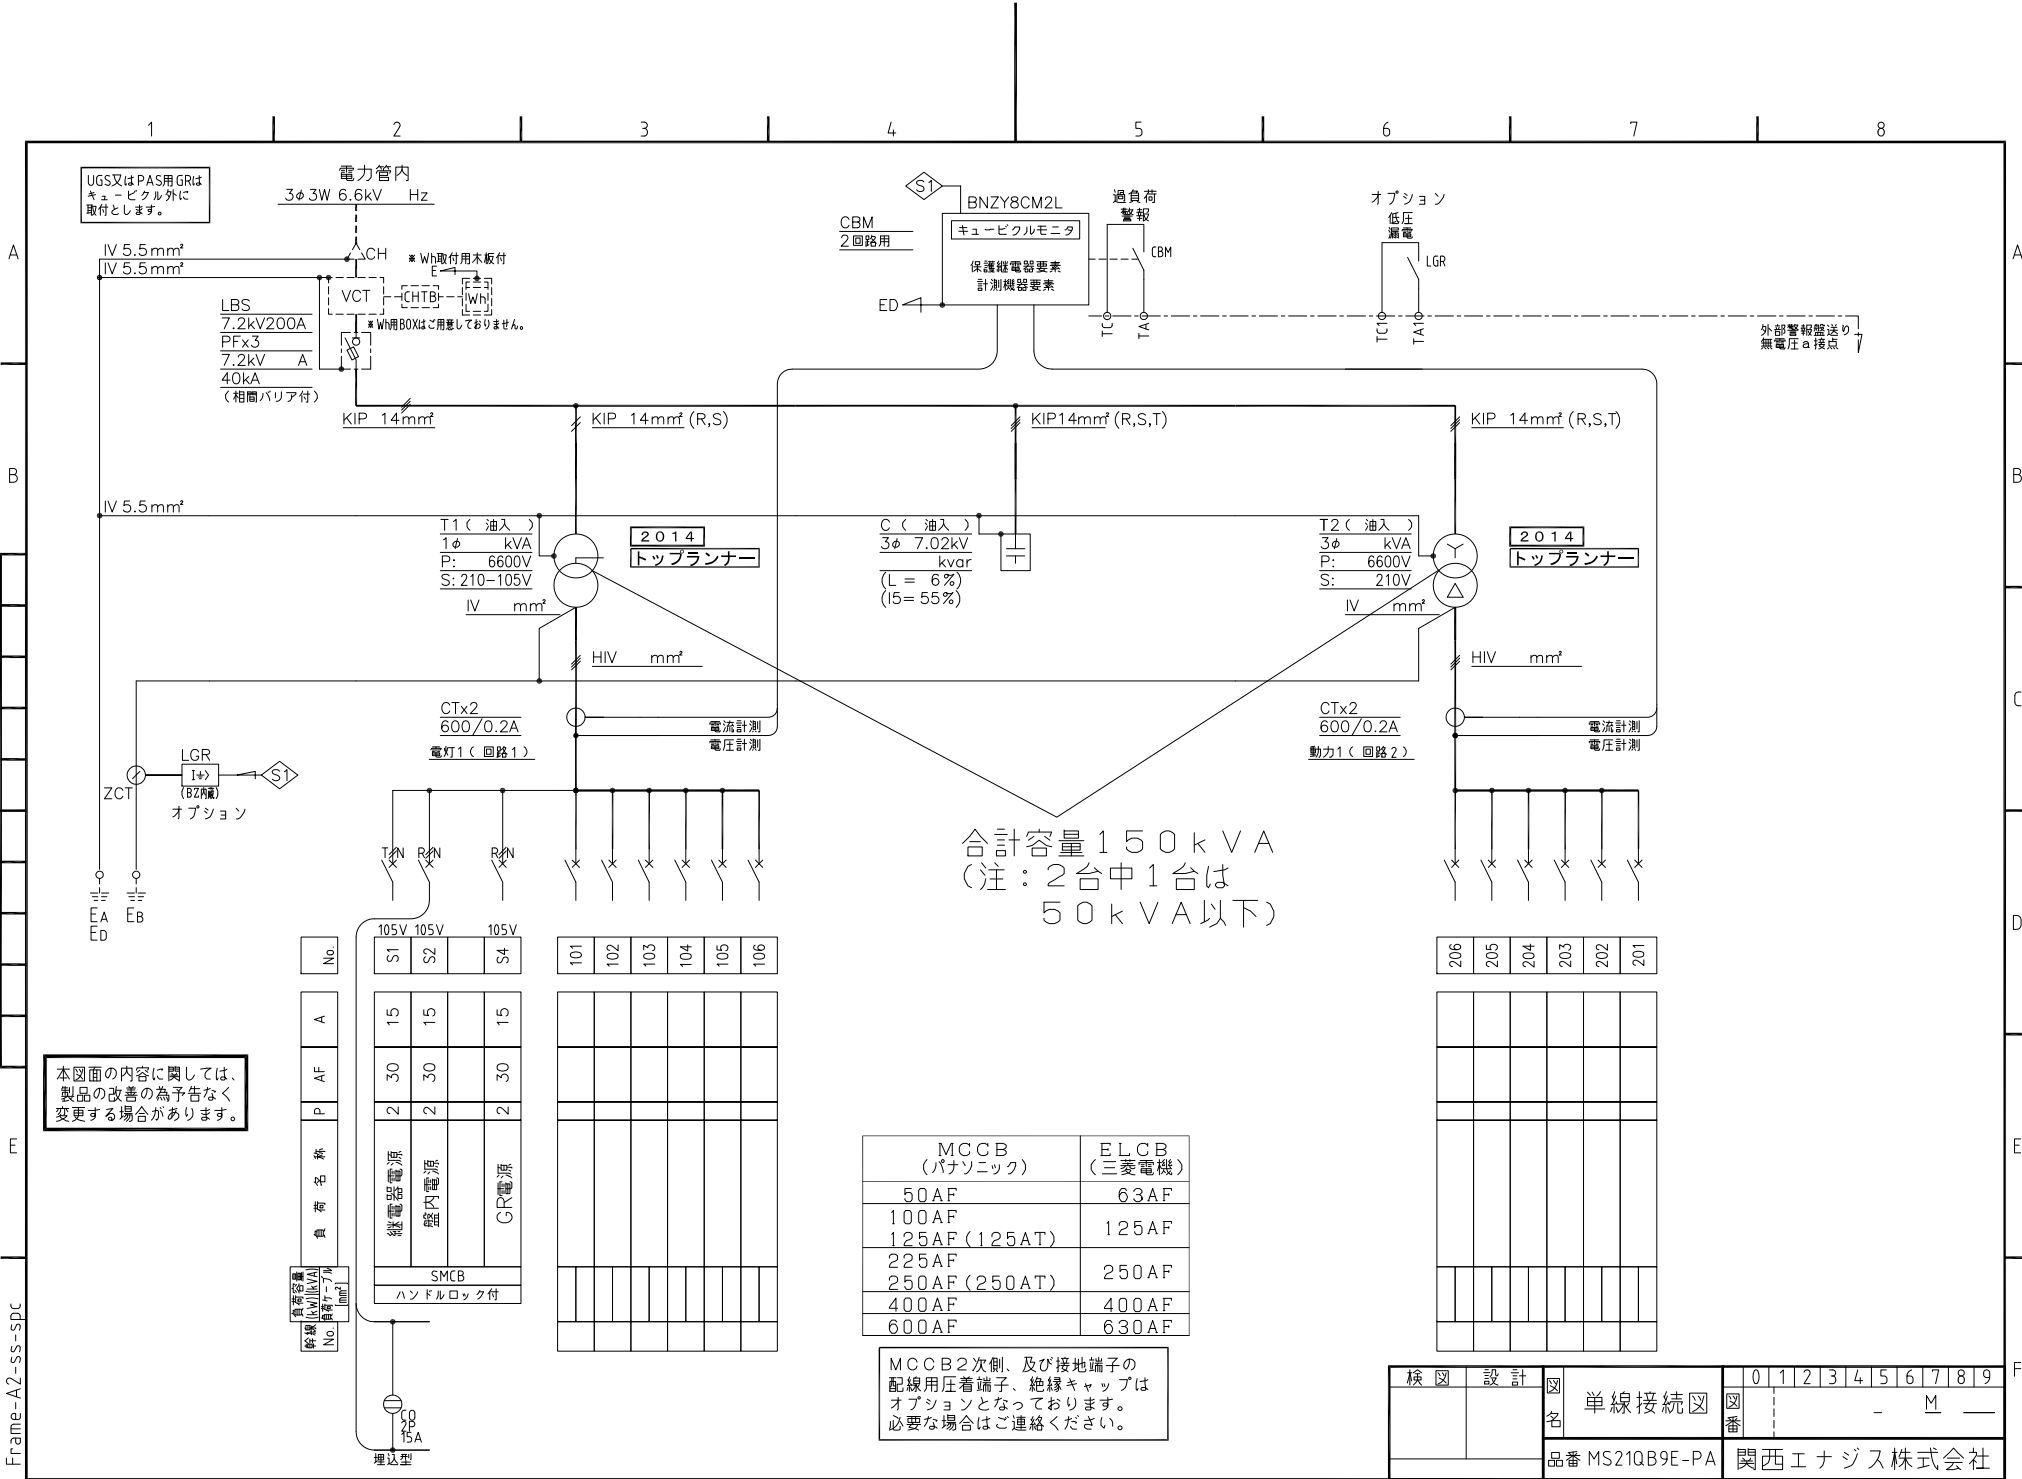 1 2 3 4 5 6 7 8
A
B
C
D
E
F
A
B
C
D
E
F
Frame-A2-ss-spc
UGS又はPAS用GRは
キュービクル外に
取付とします。
電力管内
3φ3W 6.6kV Hz
IV 5.5mm²
IV 5.5mm²
CH
※Wh取付用木板付
E
VCT
CHTB
Wh
※Wh用BOXはご用意しておりません。
LBS
7.2kV200A
PFx3
7.2kV A
40kA
(相間バリア付)
KIP 14mm²
KIP 14mm² (R,S)
KIP14mm² (R,S,T)
KIP 14mm² (R,S,T)
S1
BNZY8CM2L
CBM
2回路用
キュービクルモニタ
保護継電器要素
計測機器要素
ED
過負荷
警報
CBM
TC
TA
オプション
低圧
漏電
LGR
TC1
TA1
外部警報盤送り
無電圧a接点
IV 5.5mm²
T1( 油入 )
1φ kVA
P: 6600V
S: 210-105V
IV mm²
2014
トップランナー
HIV mm²
C ( 油入 )
3φ 7.02kV
kvar
(L = 6%)
(I5= 55%)
T2( 油入 )
3φ kVA
P: 6600V
S: 210V
IV mm²
2014
トップランナー
HIV mm²
CTx2
600/0.2A
電灯1( 回路1)
電流計測
電圧計測
CTx2
600/0.2A
動力1( 回路2)
電流計測
電圧計測
LGR
I⏚>
(BZ内蔵)
オプション
S1
ZCT
EA
ED
EB
合計容量150kVA
(注:2台中1台は
50kVA以下)
T N
R N
R N
105V 105V 105V
No. S1 S2 S4
101 102 103 104 105 106
206 205 204 203 202 201
A 15 15 15
AF 30 30 30
P 2 2 2
負荷名称 継電器電源 盤内電源 GR電源
SMCB
ハンドルロック付
負荷容量
(kW)(kVA)
負荷ケーブル
[mm²]
幹線
No.
CO
2P
15A
埋込型
本図面の内容に関しては、
製品の改善の為予告なく
変更する場合があります。
MCCB ELCB
(パナソニック) (三菱電機)
50AF 63AF
100AF
125AF(125AT) 125AF
225AF
250AF(250AT) 250AF
400AF 400AF
600AF 630AF
MCCB2次側、及び接地端子の
配線用圧着端子、絶縁キャップは
オプションとなっております。
必要な場合はご連絡ください。
検図 設計
図名 単線接続図
図番 0 1 2 3 4 5 6 7 8 9
- M
品番 MS21QB9E-PA
関西エナジス株式会社